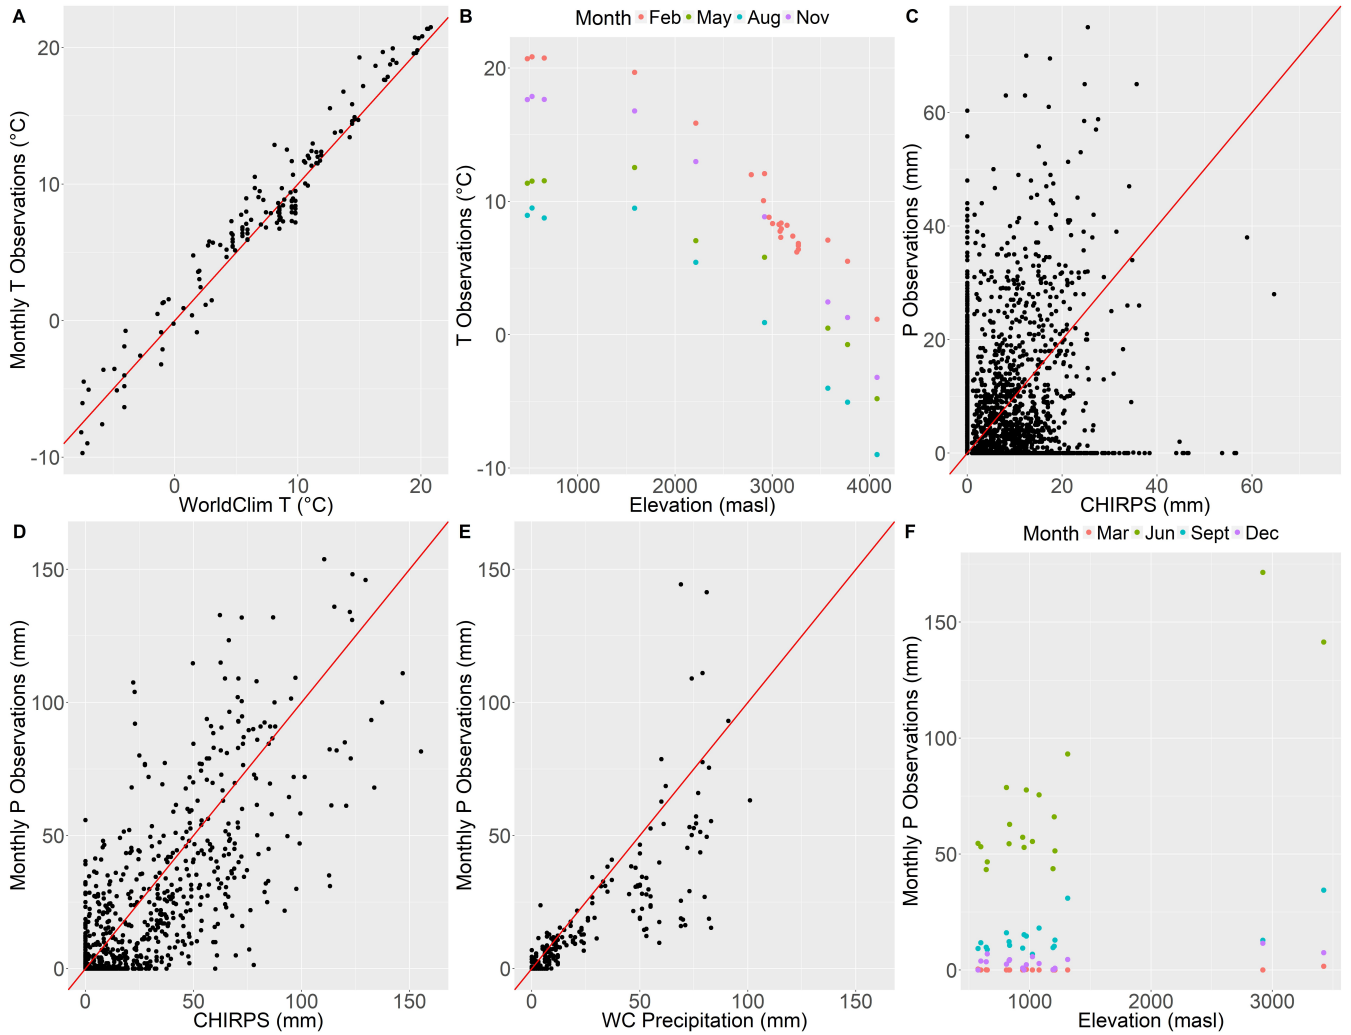 A
Monthly T Observations (°C)
20
10
0
-10
0
10
20
WorldClim T (°C)
B
Month Feb May Aug Nov
T Observations (°C)
20
10
0
-10
1000
2000
3000
4000
Elevation (masl)
C
P Observations (mm)
60
40
20
0
0
20
40
60
CHIRPS (mm)
D
Monthly P Observations (mm)
150
100
50
0
0
50
100
150
CHIRPS (mm)
E
Monthly P Observations (mm)
150
100
50
0
0
50
100
150
WC Precipitation (mm)
F
Month Mar Jun Sept Dec
Monthly P Observations (mm)
150
100
50
0
1000
2000
3000
Elevation (masl)